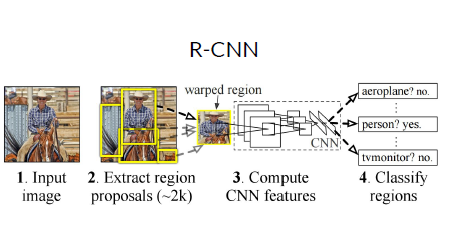 R-CNN
warped region
aeroplane? no.
person? yes.
CNN
tvmonitor? no.
1. Input
image
2. Extract region
proposals (~2k)
3. Compute
CNN features
4. Classify
regions